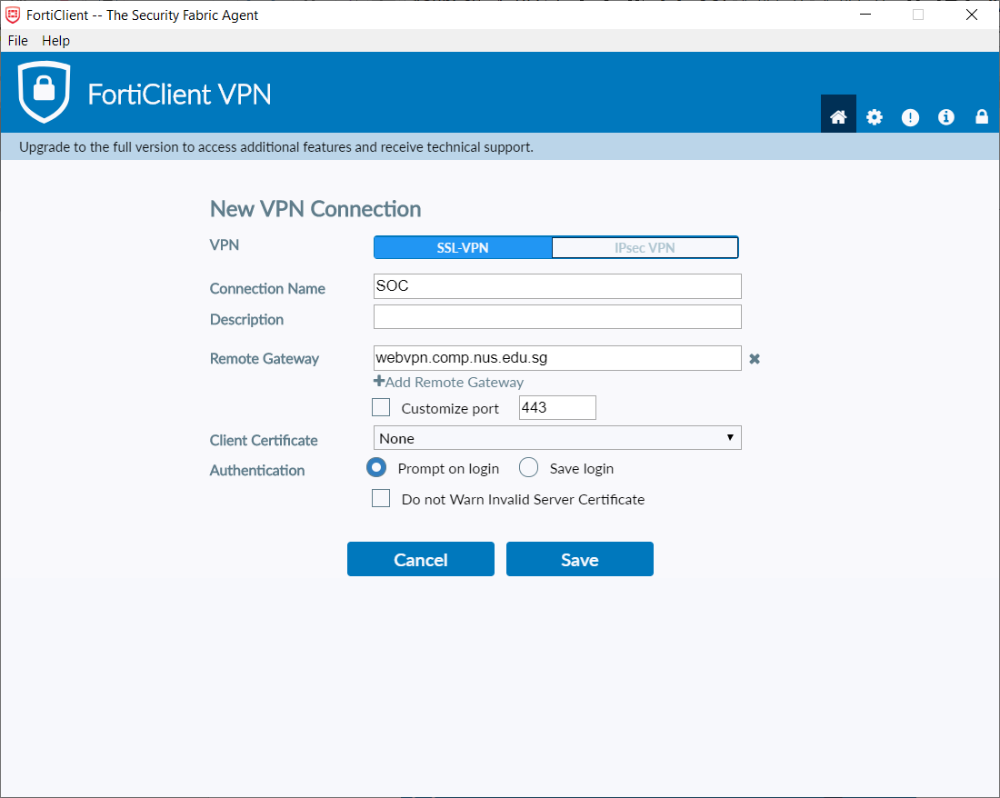 FortiClient -- The Security Fabric Agent
File Help
FortiClient VPN
Upgrade to the full version to access additional features and receive technical support.
New VPN Connection
VPN SSL-VPN IPsec VPN
Connection Name SOC
Description
Remote Gateway webvpn.comp.nus.edu.sg
Add Remote Gateway
Customize port 443
Client Certificate None
Authentication Prompt on login Save login
Do not Warn Invalid Server Certificate
Cancel Save